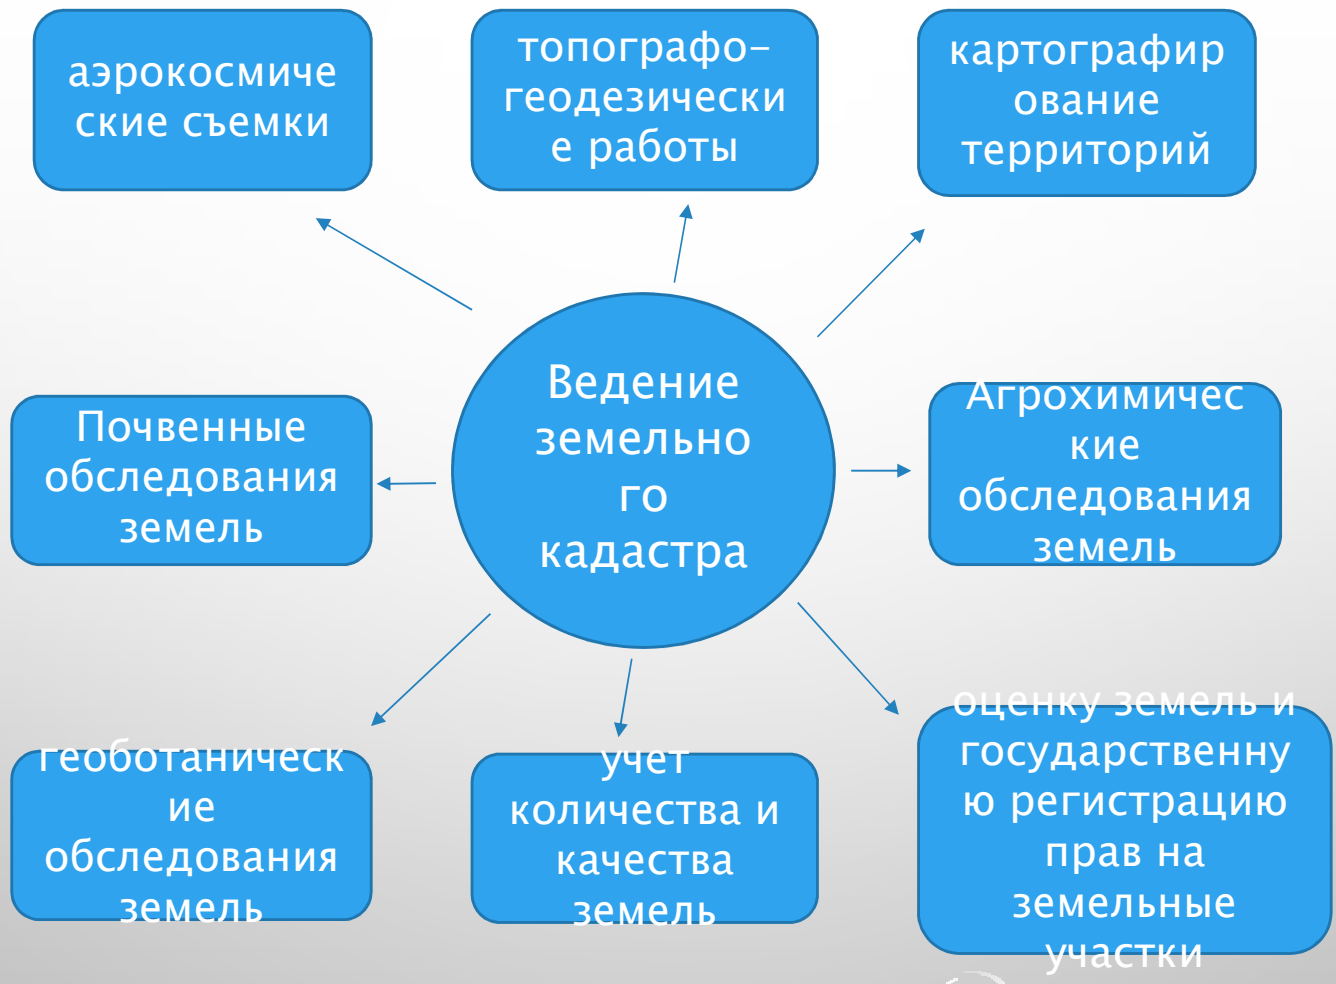 аэрокосмиче
ские съемки
топографо-
геодезически
е работы
картографир
ование
территорий
Ведение
земельно
го
кадастра
Почвенные
обследования
земель
Агрохимичес
кие
обследования
земель
геоботаническ
ие
обследования
земель
учет
количества и
качества
земель
оценку земель и
государственну
ю регистрацию
прав на
земельные
участки